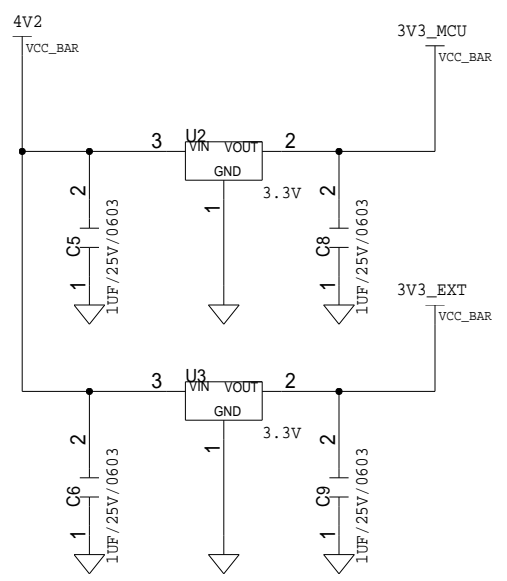 4V2
VCC_BAR
3V3_MCU
VCC_BAR
3
U2
VIN
VOUT
2
GND
3.3V
1
2
C5
1
1UF/25V/0603
2
C8
1
1UF/25V/0603
3V3_EXT
VCC_BAR
3
U3
VIN
VOUT
2
GND
3.3V
1
2
C6
1
1UF/25V/0603
2
C9
1
1UF/25V/0603